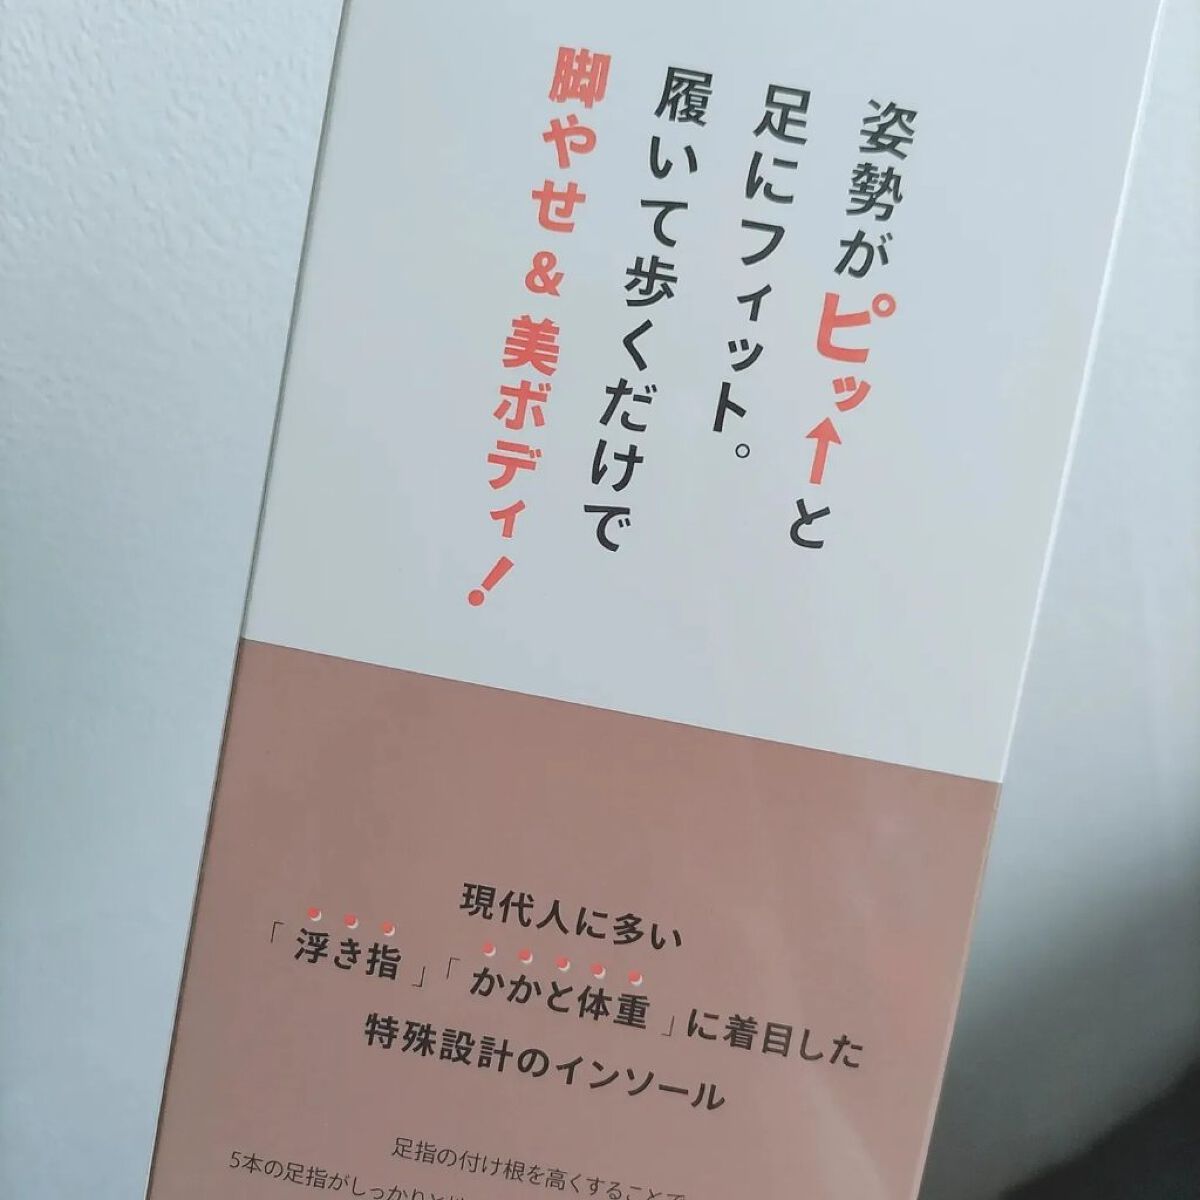 姿勢がピッ↑と
足にフィット。
履いて歩くだけで
脚やせ&美ボディ!
現代人に多い
「浮き指」「かかと体重」に着目した
特殊設計のインソール
足指の付け根を高くすることで
5本の足指がしっかりと